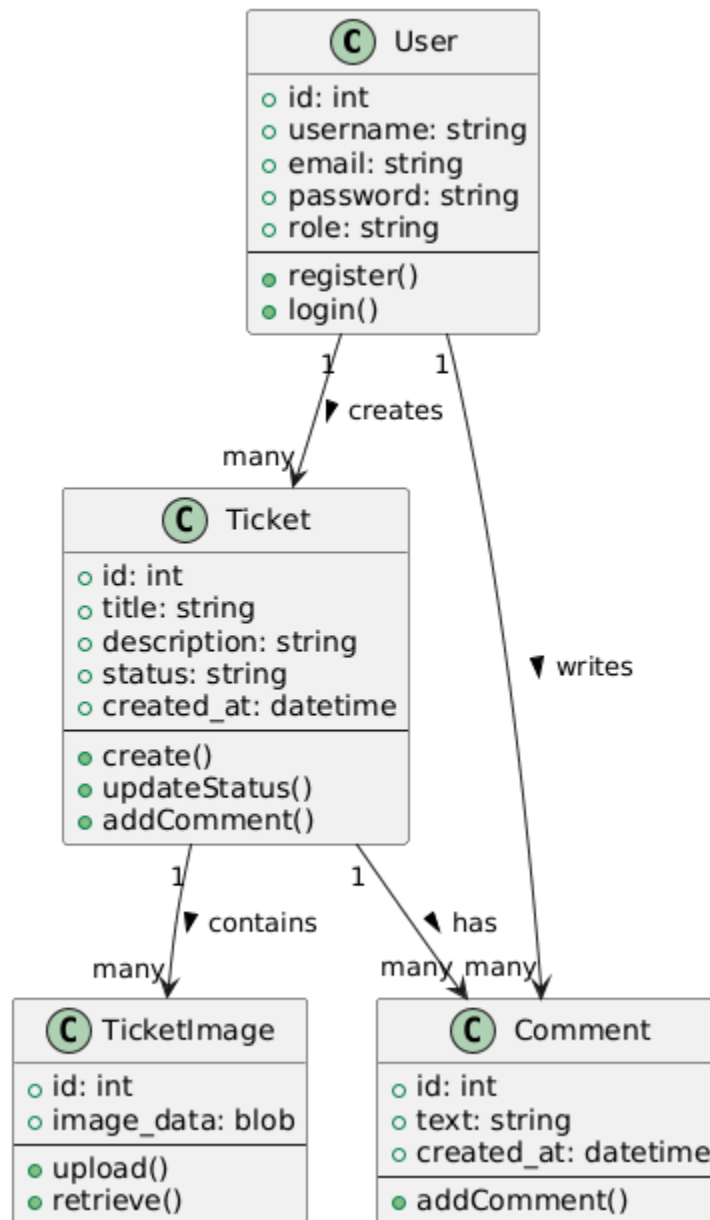 C User
id: int
username: string
email: string
password: string
role: string
register()
login()
1 1
creates
many
C Ticket
id: int
title: string
description: string
status: string
created_at: datetime
create()
updateStatus()
addComment()
writes
1 1
contains
has
many many many
C TicketImage
id: int
image_data: blob
upload()
retrieve()
C Comment
id: int
text: string
created_at: datetime
addComment()